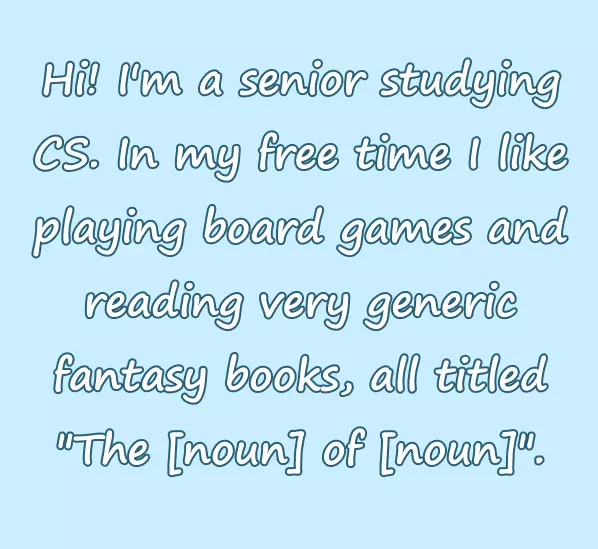 Hi! I'm a senior studying
CS. In my free time I like
playing board games and
reading very generic
fantasy books, all titled
"The [noun] of [noun]".